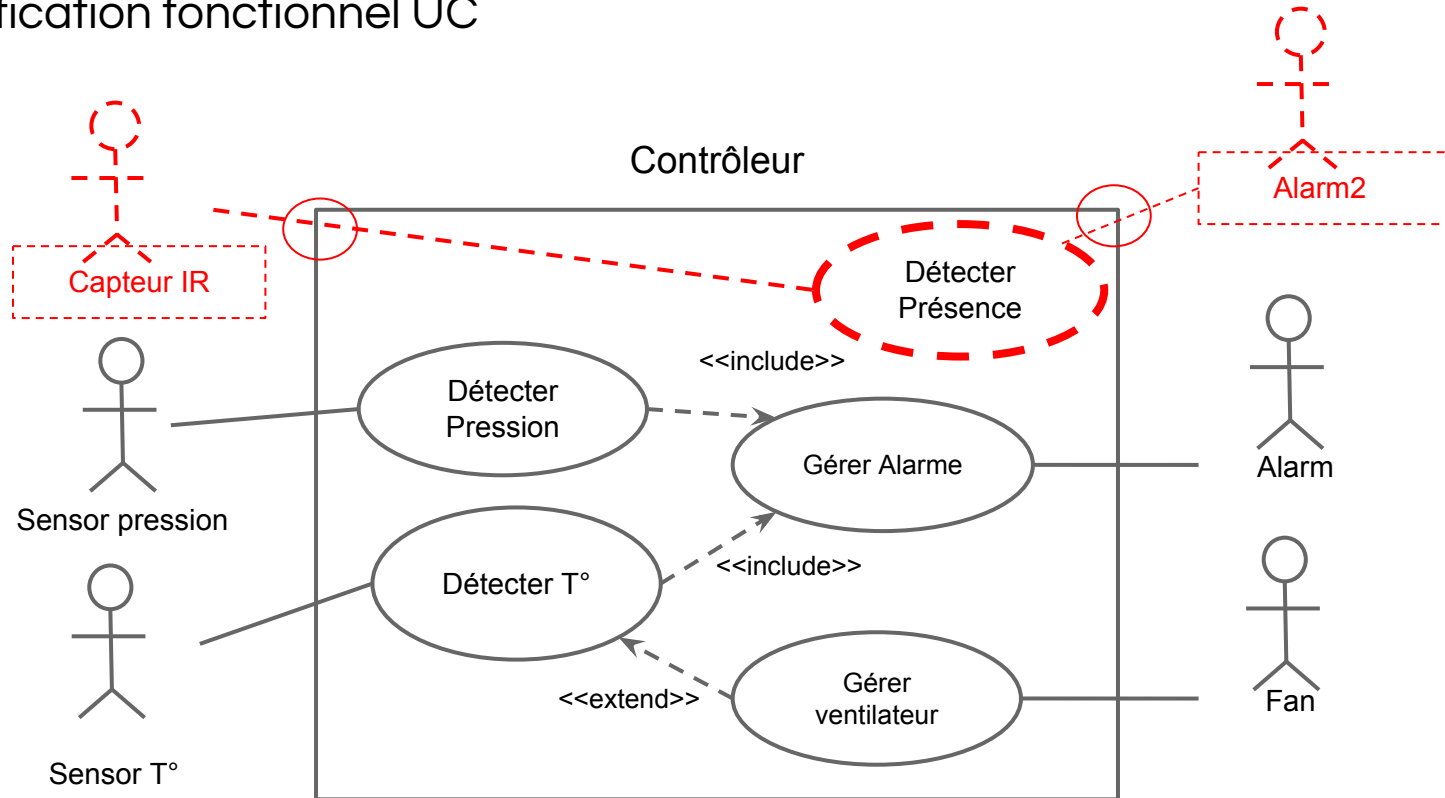 fication fonctionnel UC
Contrôleur
Alarm2
Capteur IR
Détecter
Présence
<<include>>
Détecter
Pression
Gérer Alarme
Alarm
Sensor pression
<<include>>
Détecter T°
Gérer
ventilateur
<<extend>>
Fan
Sensor T°